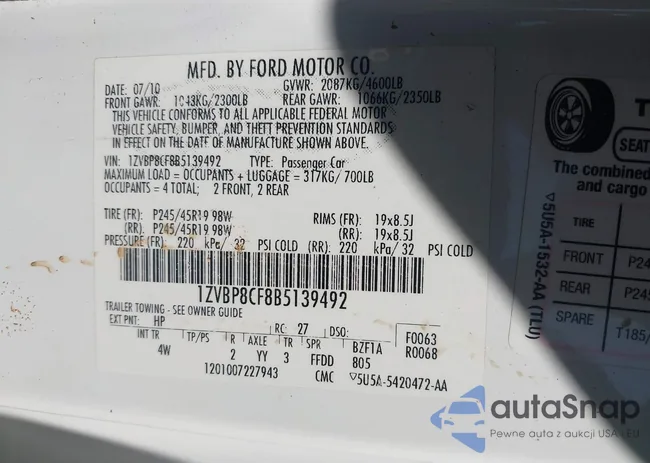 MFD. BY FORD MOTOR CO.
DATE: 07/10 GVWR: 2087KG/4600LB
FRONT GAWR: 1043KG/2300LB REAR GAWR: 1066KG/2350LB
THIS VEHICLE CONFORMS TO ALL APPLICABLE FEDERAL MOTOR
VEHICLE SAFETY, BUMPER, AND THEFT PREVENTION STANDARDS
IN EFFECT ON THE DATE OF MANUFACTURE SHOWN ABOVE.
VIN: 1ZVBP8CF8B5139492 TYPE: Passenger Car
MAXIMUM LOAD = OCCUPANTS + LUGGAGE = 317KG/700LB
OCCUPANTS = 4 TOTAL; 2 FRONT, 2 REAR
TIRE (FR): P245/45R19 98W RIMS (FR): 19x8.5J
(RR): P245/45R19 98W (RR): 19x8.5J
PRESSURE (FR): 220 kPa/ 32 PSI COLD (RR): 220 kPa/ 32 PSI COLD
1ZVBP8CF8B5139492
TRAILER TOWING - SEE OWNER GUIDE
EXT PNT: HP RC: 27 DSO: F0063
INT TR TP/PS R AXLE TR SPR BZF1A R0068
4W 2 YY 3 FFDD 805
1201007227943 CMC ▽5U5A-5420472-AA
SEAT
The combined
and cargo
TIRE
FRONT P24
REAR P245
SPARE T185/
▽5U5A-1532-AA (TLU)
autaSnap
Pewne auta z aukcji USA - EU